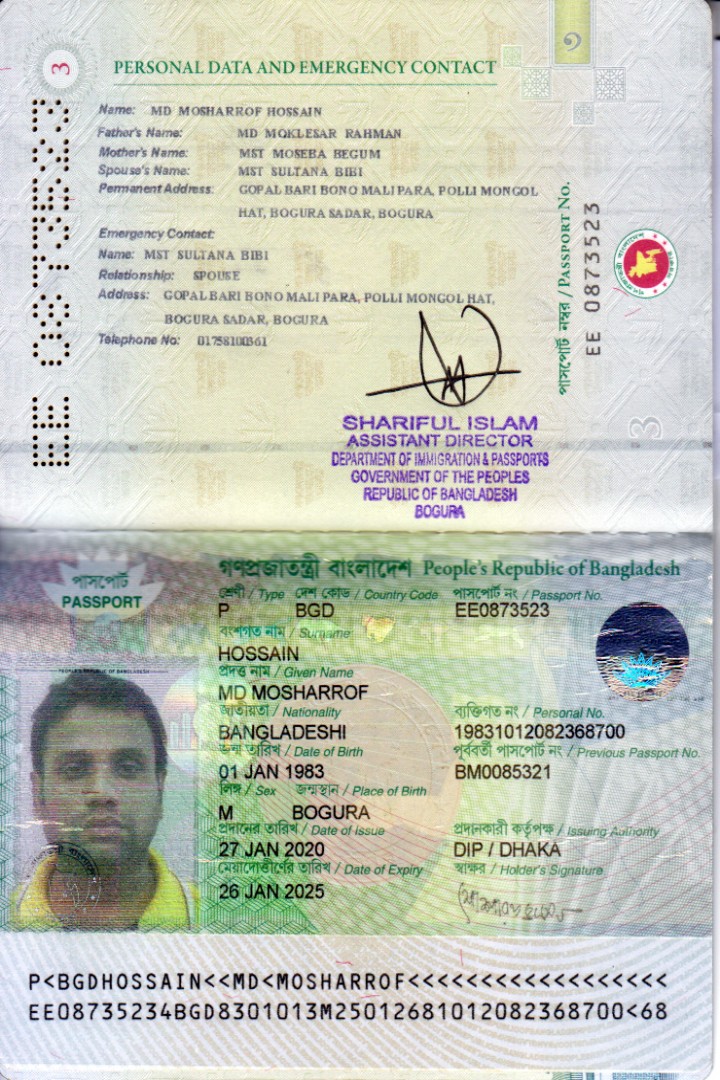 3
PERSONAL DATA AND EMERGENCY CONTACT
১
Name: MD MOSHARROF HOSSAIN
Father's Name: MD MOKLESAR RAHMAN
Mother's Name: MST MOSEBA BEGUM
Spouse's Name: MST SULTANA BIBI
Permanent Address: GOPAL BARI BONO MALI PARA, POLLI MONGOL
HAT, BOGURA SADAR, BOGURA
Emergency Contact:
Name: MST SULTANA BIBI
Relationship: SPOUSE
Address: GOPAL BARI BONO MALI PARA, POLLI MONGOL HAT,
BOGURA SADAR, BOGURA
Telephone No: 01758100361
EE 0873523
পাসপোর্ট নম্বর / PASSPORT No.
EE 0873523
3
SHARIFUL ISLAM
ASSISTANT DIRECTOR
DEPARTMENT OF IMMIGRATION & PASSPORTS
GOVERNMENT OF THE PEOPLES
REPUBLIC OF BANGLADESH
BOGURA
গণপ্রজাতন্ত্রী বাংলাদেশ People's Republic of Bangladesh
পাসপোর্ট
PASSPORT
শ্রেণী / Type দেশ কোড / Country Code পাসপোর্ট নং / Passport No.
P BGD EE0873523
বংশগত নাম / Surname
HOSSAIN
প্রদত্ত নাম / Given Name
MD MOSHARROF
জাতীয়তা / Nationality ব্যক্তিগত নং / Personal No.
BANGLADESHI 19831012082368700
জন্ম তারিখ / Date of Birth পূর্ববর্তী পাসপোর্ট নং / Previous Passport No.
01 JAN 1983 BM0085321
লিঙ্গ / Sex জন্মস্থান / Place of Birth
M BOGURA
প্রদানের তারিখ / Date of Issue প্রদানকারী কর্তৃপক্ষ / Issuing Authority
27 JAN 2020 DIP / DHAKA
মেয়াদোত্তীর্ণের তারিখ / Date of Expiry স্বাক্ষর / Holder's Signature
26 JAN 2025
PEOPLE'S REPUBLIC OF BANGLADESH
P<BGDHOSSAIN<<MD<MOSHARROF<<<<<<<<<<<<<<<<<<
EE08735234BGD8301013M25012681012082368700<68